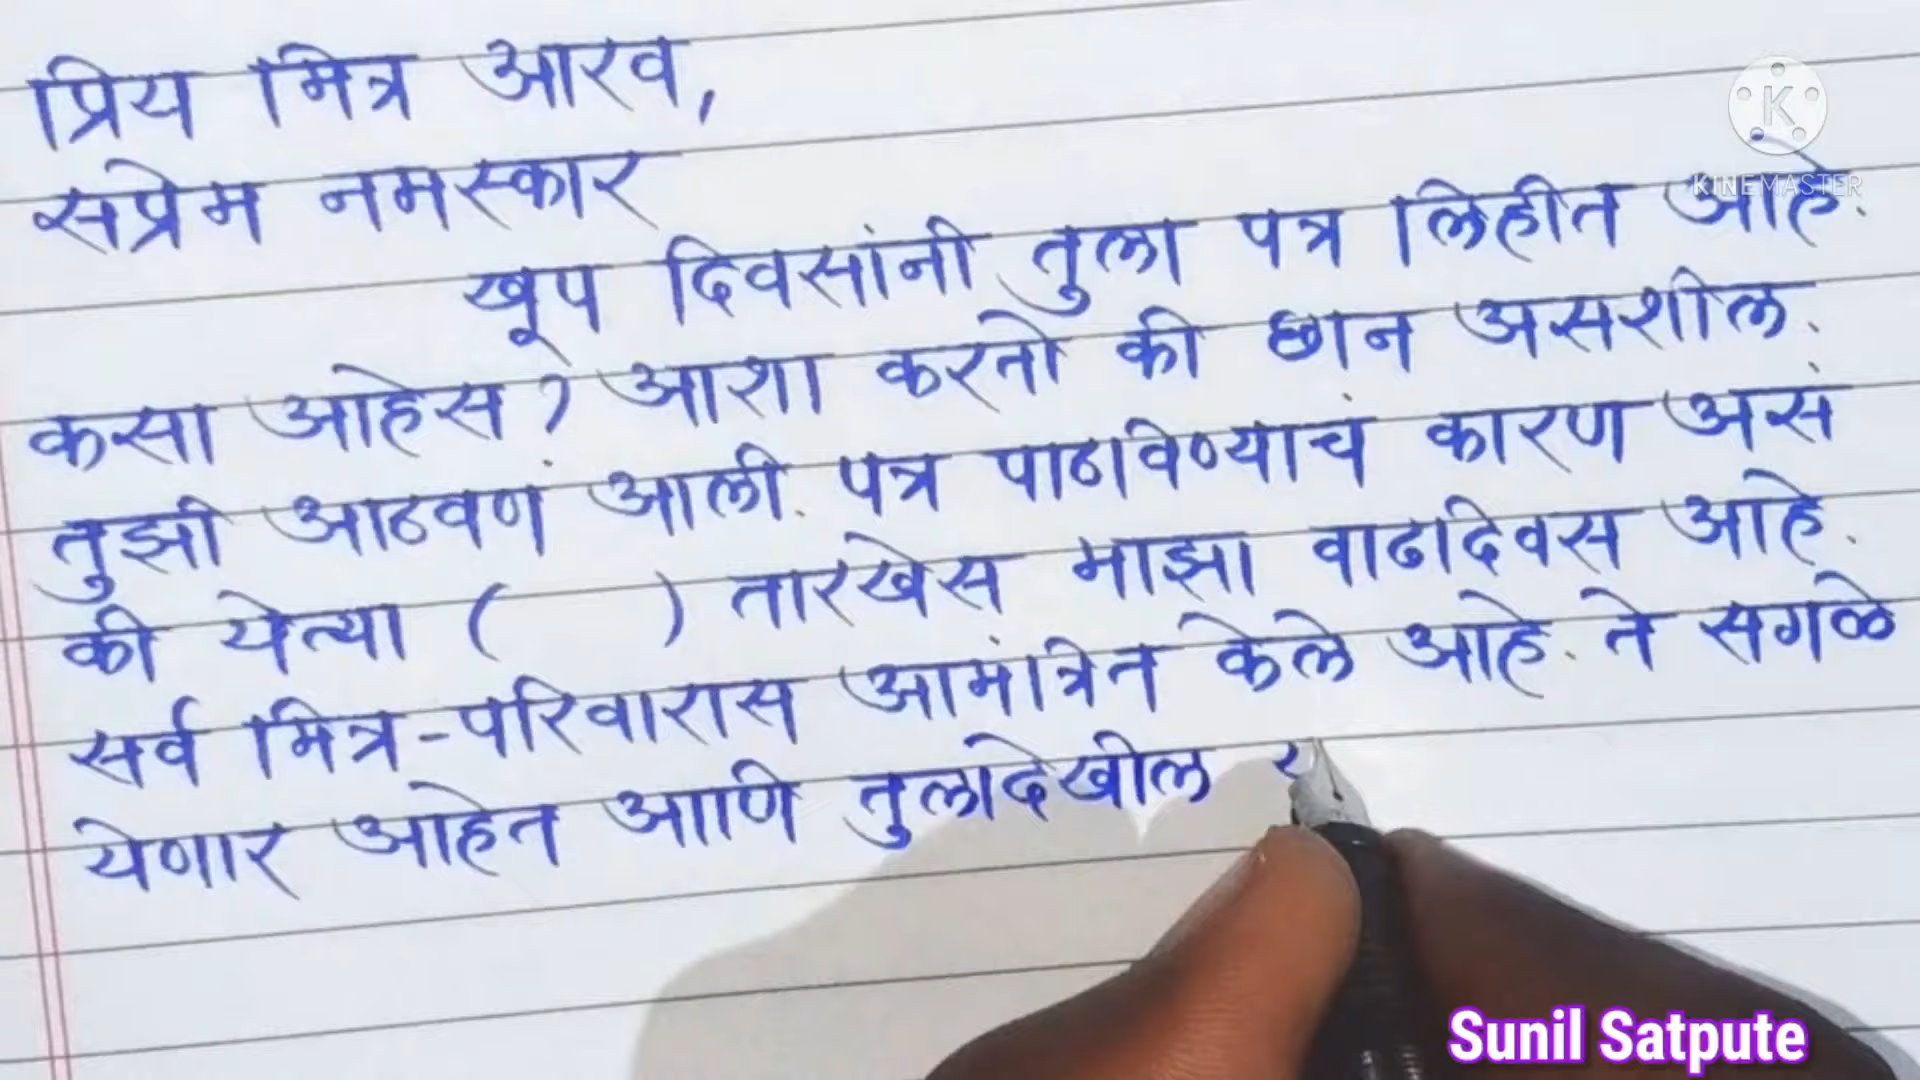 प्रिय मित्र आरव,
सप्रेम नमस्कार
खूप दिवसांनी तुला पत्र लिहीत आहे.
कसा आहेस? आशा करतो की छान असशील.
तुझी आठवणं आली. पत्र पाठविण्याचं कारण असं
की येत्या ( ) तारखेस माझा वाढदिवस आहे.
सर्व मित्र-परिवारास आमंत्रित केले आहे. ते सगळे
येणार आहेत आणि तुलादेखील
KINEMASTER
Sunil Satpute